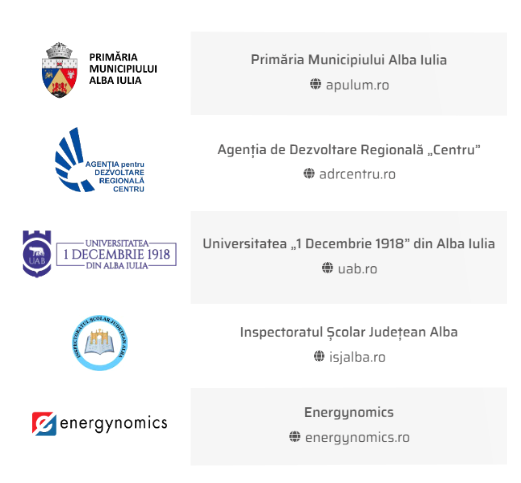 PRIMĂRIA
MUNICIPIULUI
ALBA IULIA
Primăria Municipiului Alba Iulia
apulum.ro
AGENȚIA pentru
DEZVOLTARE
REGIONALĂ
CENTRU
Agenția de Dezvoltare Regională „Centru”
adrcentru.ro
UAB
UNIVERSITATEA
1 DECEMBRIE 1918
DIN ALBA IULIA
Universitatea „1 Decembrie 1918” din Alba Iulia
uab.ro
INSPECTORATUL ȘCOLAR JUDEȚEAN ALBA
Inspectoratul Școlar Județean Alba
isjalba.ro
energynomics
Energynomics
energynomics.ro